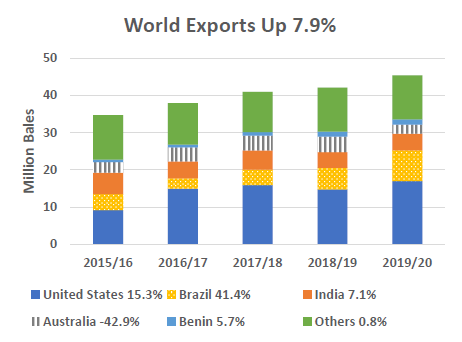 World Exports Up 7.9%
Million Bales
50
40
30
20
10
0
2015/16 2016/17 2017/18 2018/19 2019/20
United States 15.3% Brazil 41.4% India 7.1%
Australia -42.9% Benin 5.7% Others 0.8%